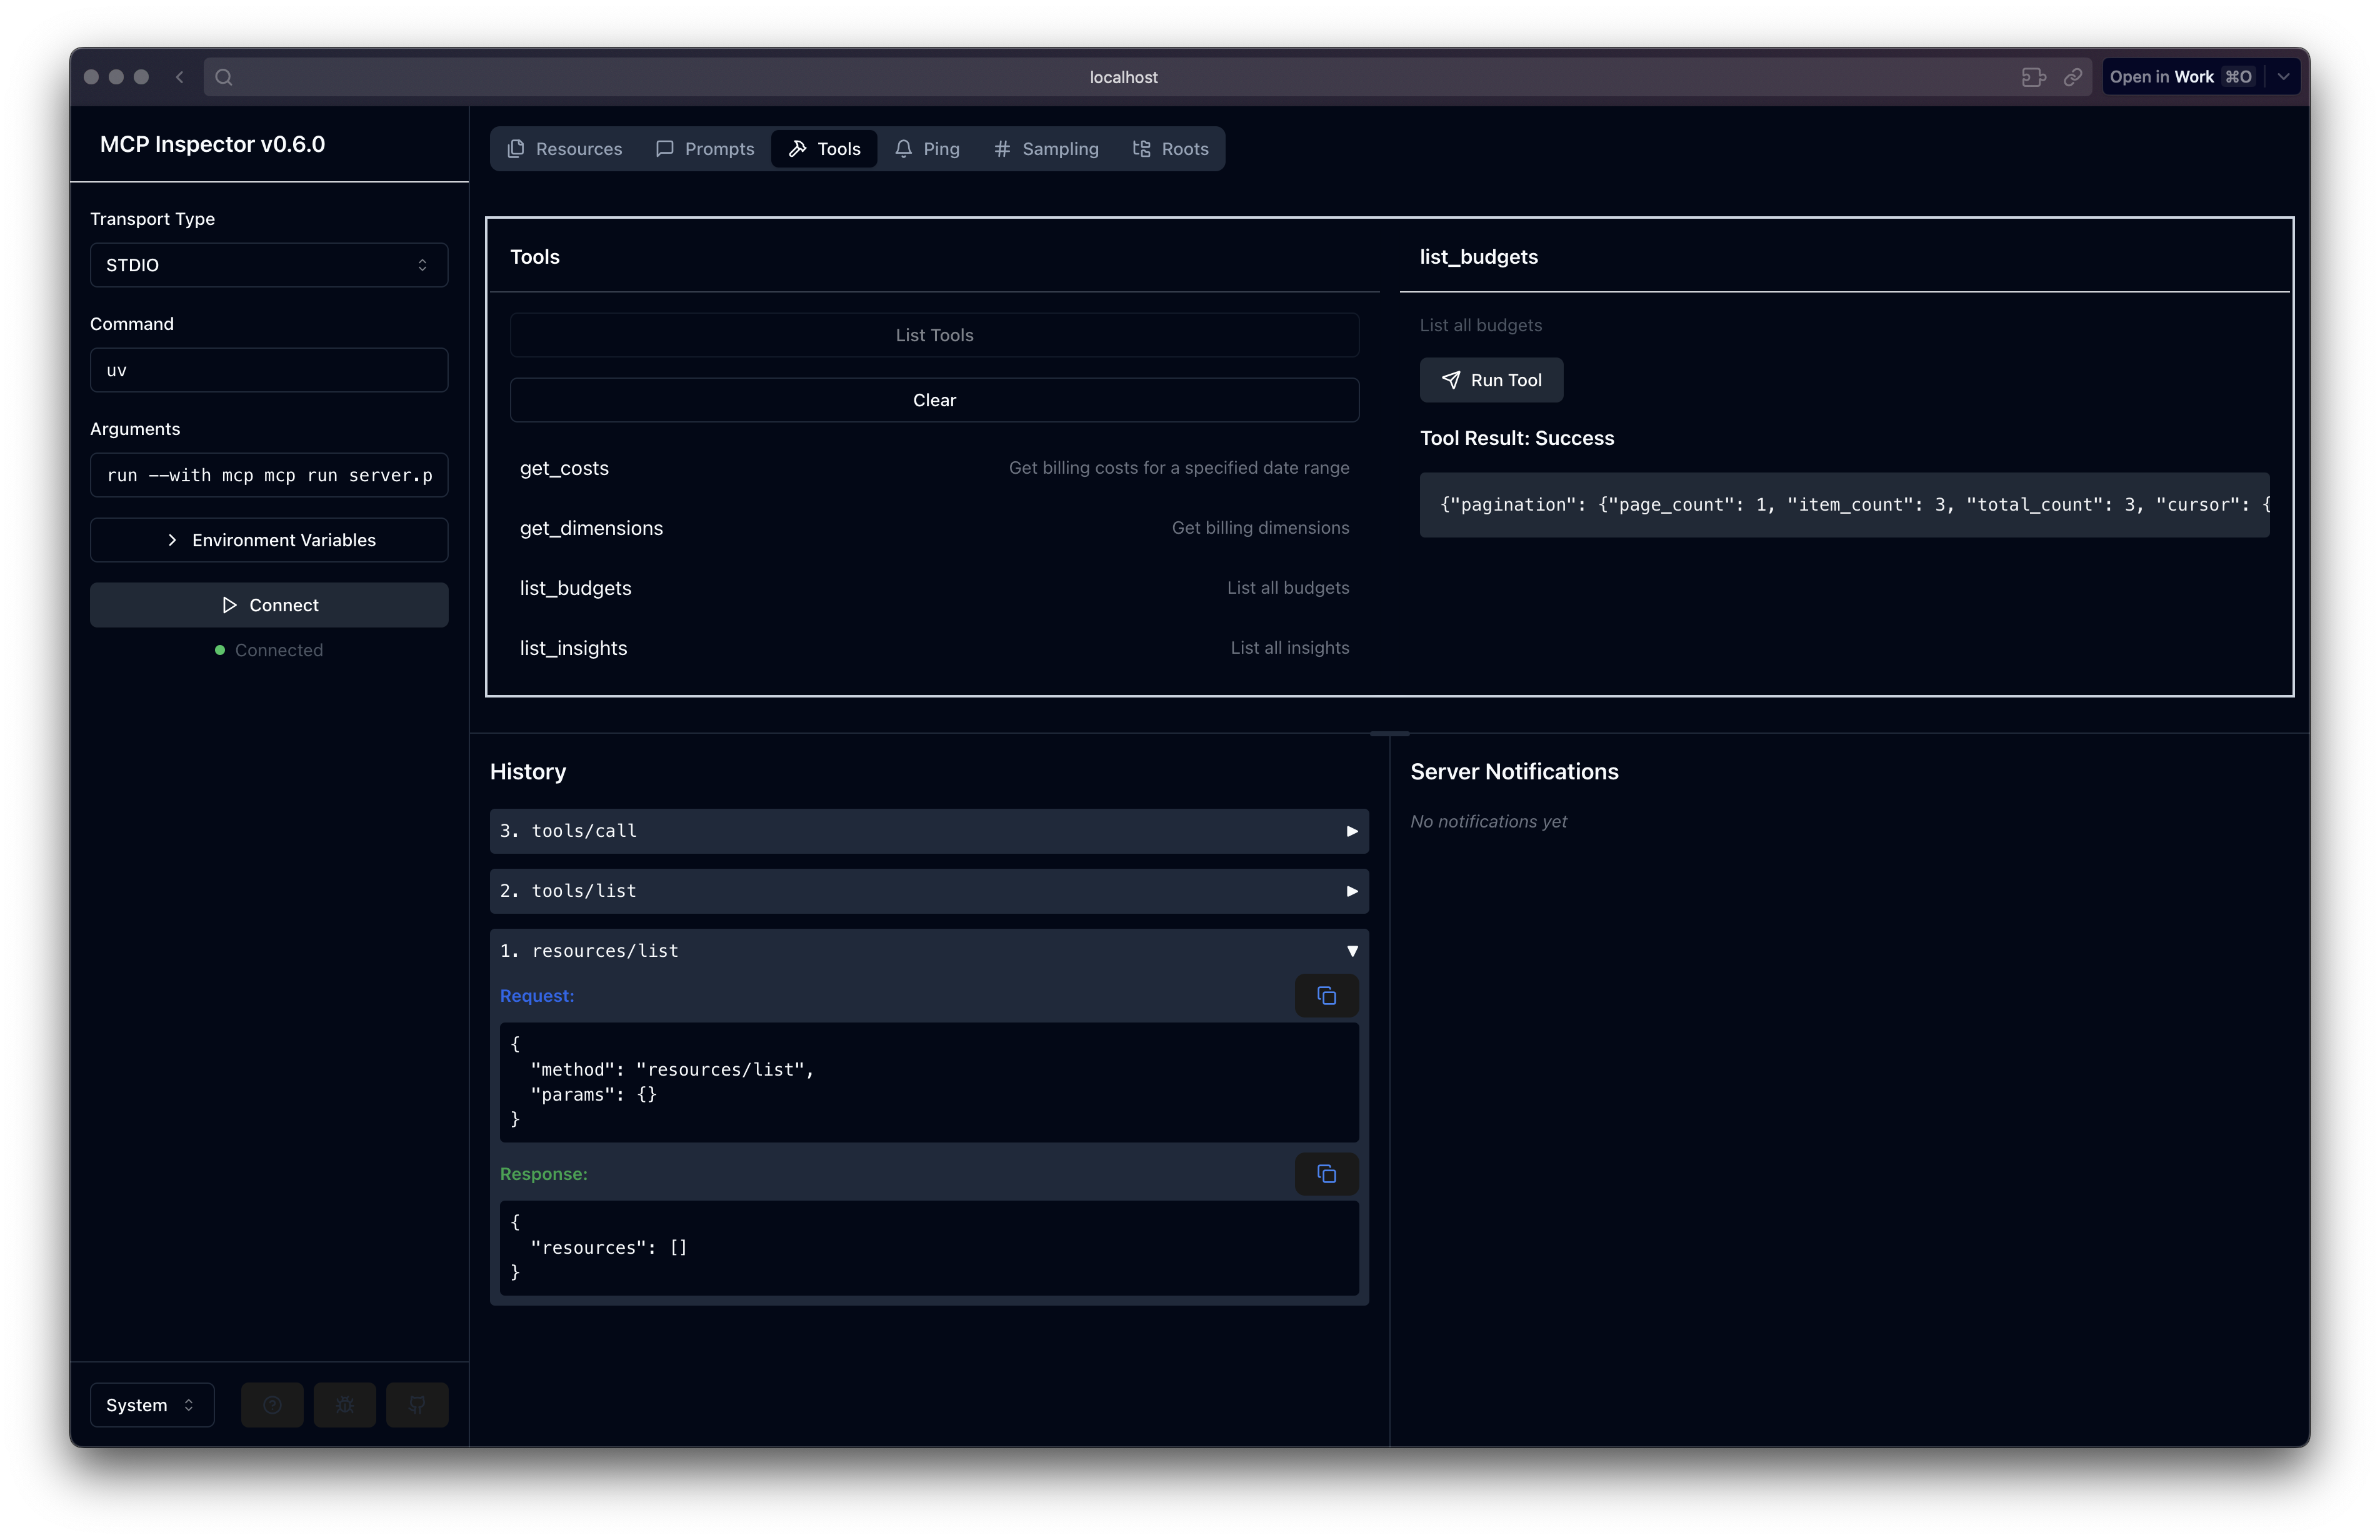 localhost
Open in Work ⌘O
MCP Inspector v0.6.0
Transport Type
STDIO
Command
uv
Arguments
run --with mcp mcp run server.p
Environment Variables
Connect
Connected
System
Resources
Prompts
Tools
Ping
Sampling
Roots
Tools
List Tools
Clear
get_costs Get billing costs for a specified date range
get_dimensions Get billing dimensions
list_budgets List all budgets
list_insights List all insights
list_budgets
List all budgets
Run Tool
Tool Result: Success
{"pagination": {"page_count": 1, "item_count": 3, "total_count": 3, "cursor": {
History
3. tools/call
2. tools/list
1. resources/list
Request:
{
"method": "resources/list",
"params": {}
}
Response:
{
"resources": []
}
Server Notifications
No notifications yet